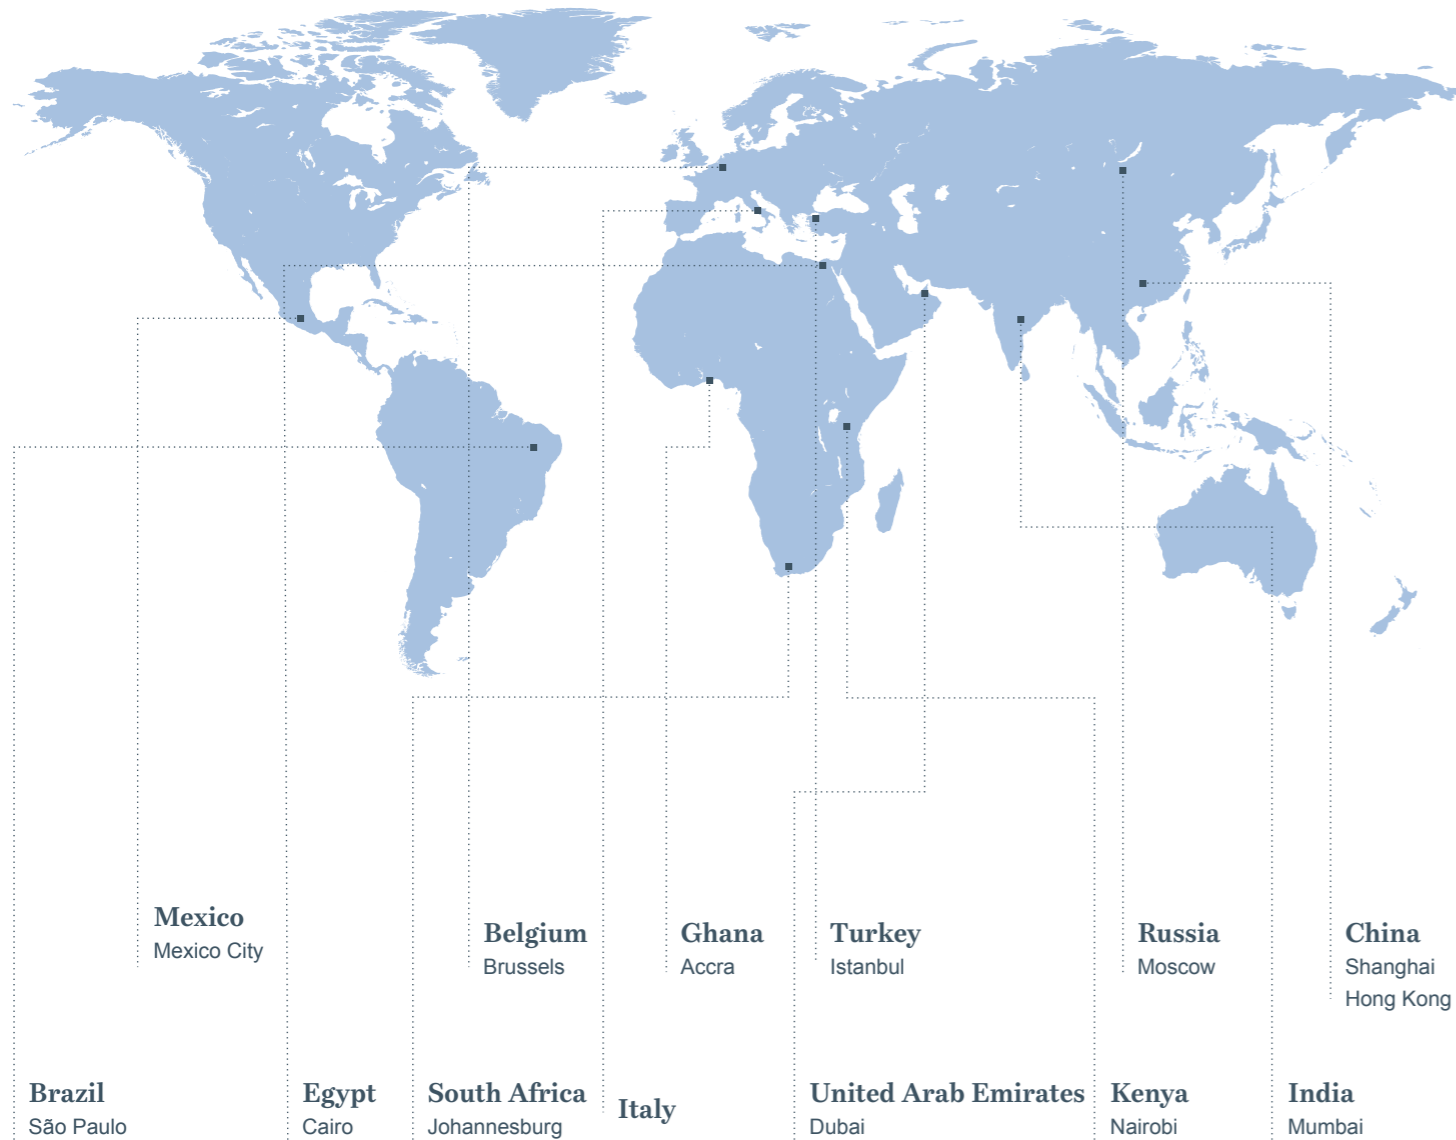 Mexico
Mexico City
Belgium
Brussels
Ghana
Accra
Turkey
Istanbul
Russia
Moscow
China
Shanghai
Hong Kong
Brazil
São Paulo
Egypt
Cairo
South Africa
Johannesburg
Italy
United Arab Emirates
Dubai
Kenya
Nairobi
India
Mumbai